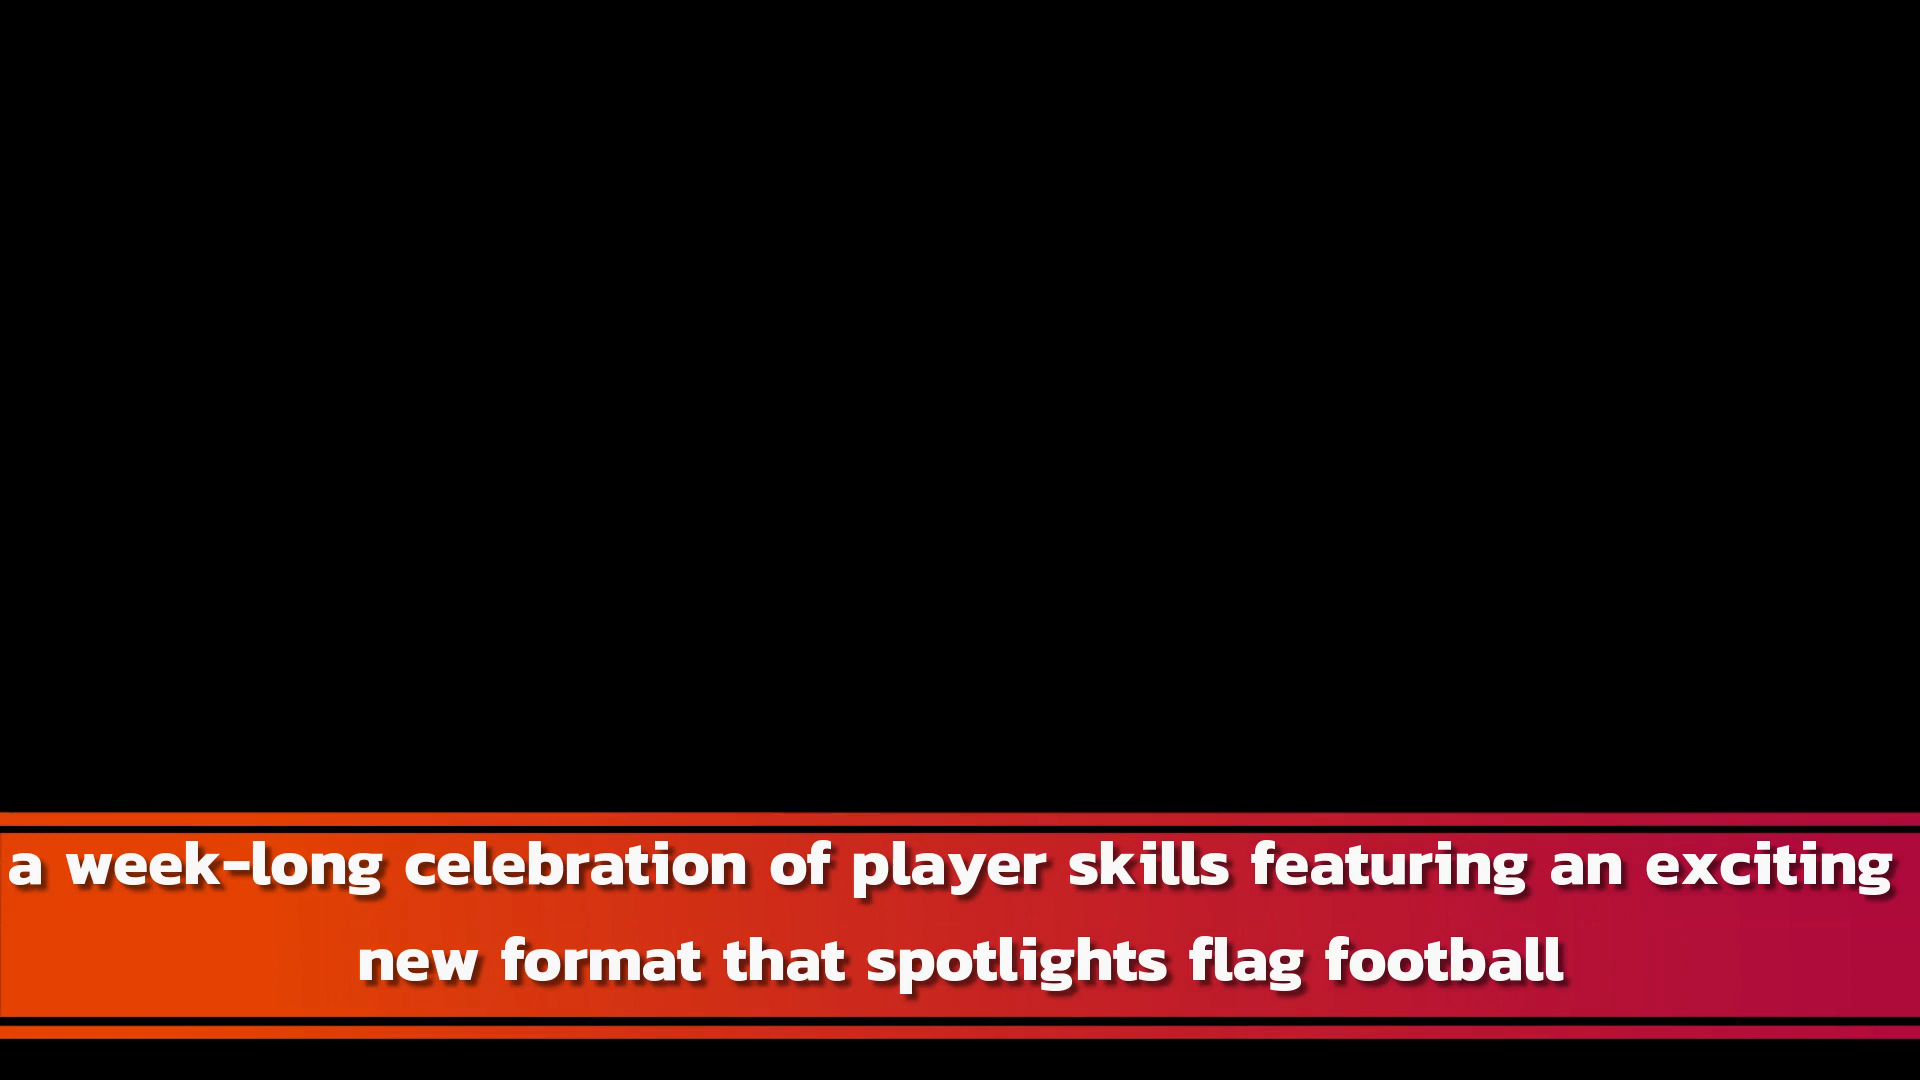 a week-long celebration of player skills featuring an exciting
new format that spotlights flag football